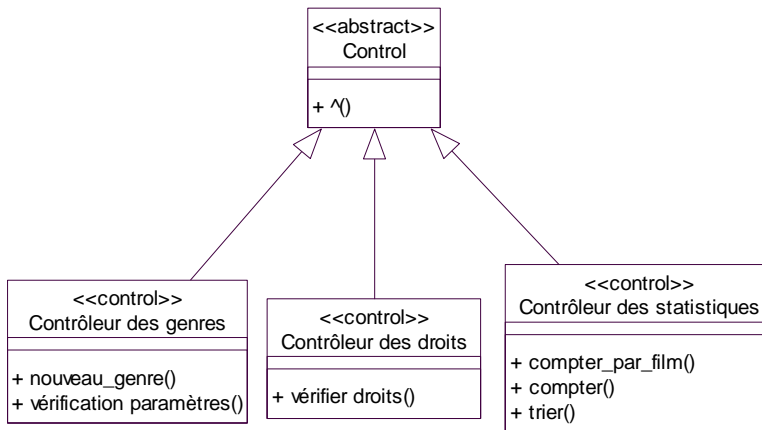 <<abstract>>
Control
+ ^()
<<control>>
Contrôleur des genres
+ nouveau_genre()
+ vérification paramètres()
<<control>>
Contrôleur des droits
+ vérifier droits()
<<control>>
Contrôleur des statistiques
+ compter_par_film()
+ compter()
+ trier()